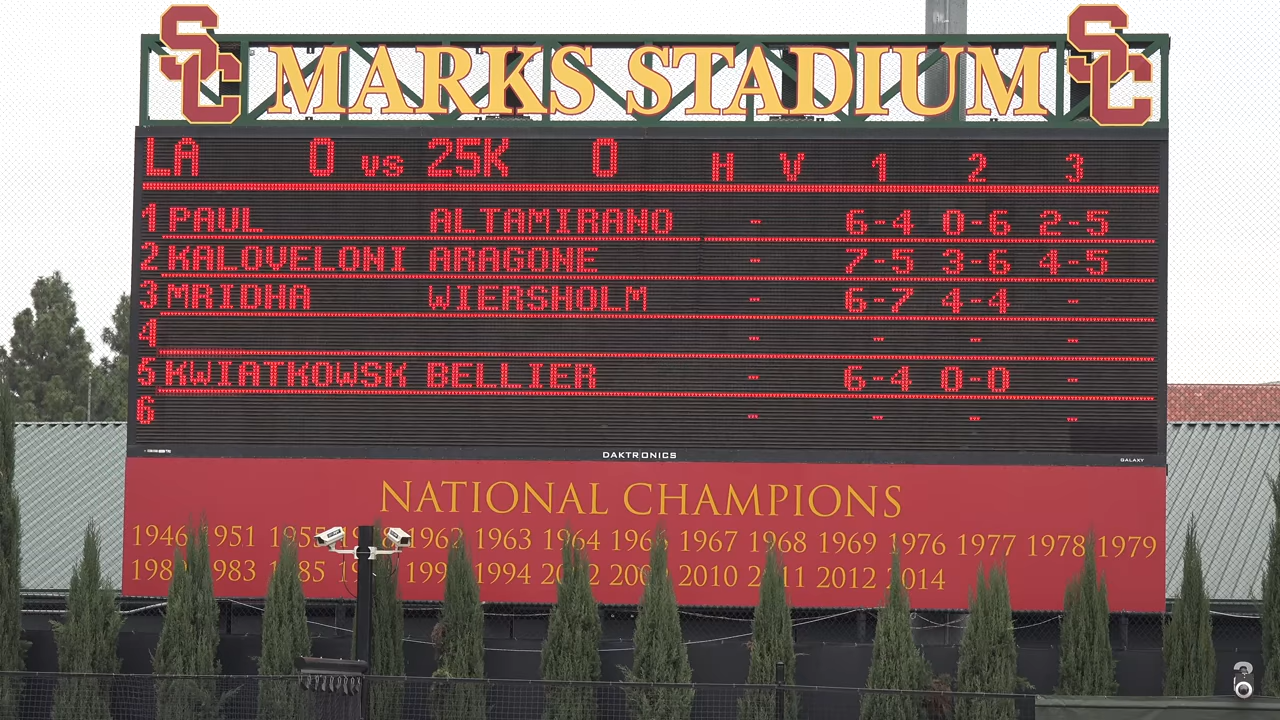 SC MARKS STADIUM SC
LA 0 vs 25K 0 H V 1 2 3
1 PAUL ALTAMIRANO - 6-4 0-6 2-5
2 KALOVELONI ARAGONE - 7-5 3-6 4-5
3 MRIDHA WIERSHOLM - 6-7 4-4 -
4 - - - -
5 KWIATKOWSK BELLIER - 6-4 0-0 -
6 - - - -
DAKTRONICS GALAXY
NATIONAL CHAMPIONS
1946 1951 1955 1962 1963 1964 1967 1968 1969 1976 1977 1978 1979
1994 2010 2012 2014